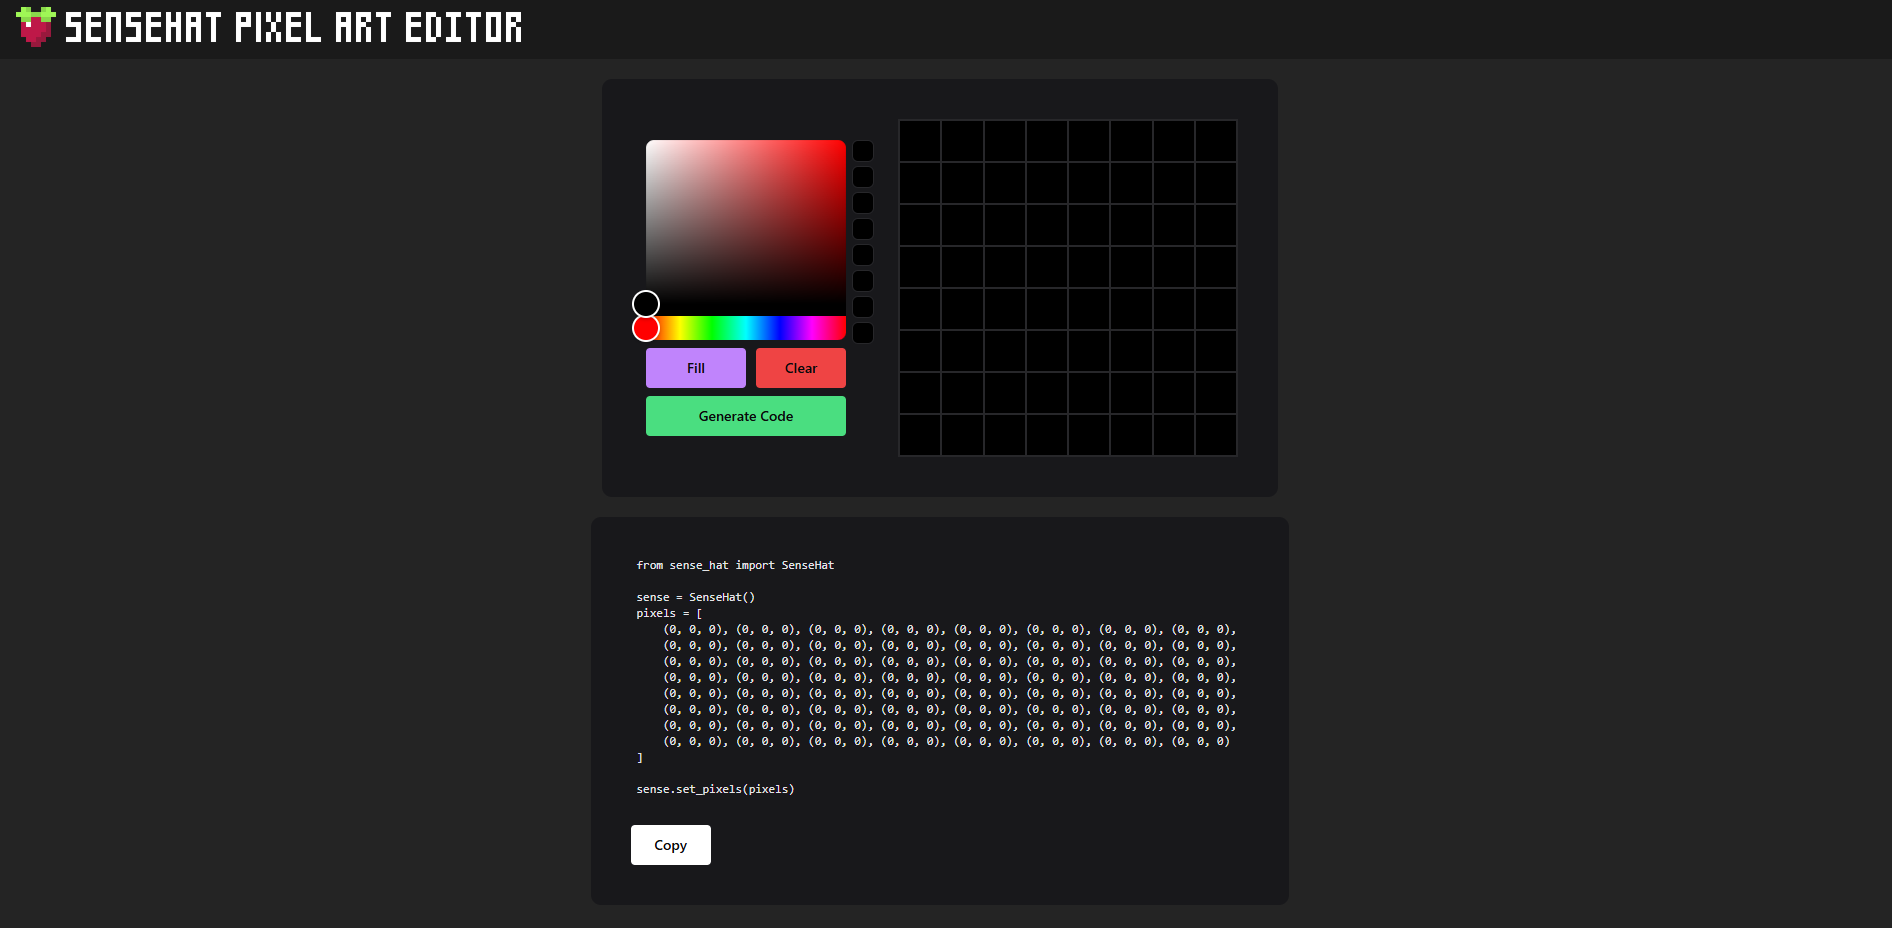 SENSEHAT PIXEL ART EDITOR
Fill
Clear
Generate Code
from sense_hat import SenseHat
sense = SenseHat()
pixels = [
(0, 0, 0), (0, 0, 0), (0, 0, 0), (0, 0, 0), (0, 0, 0), (0, 0, 0), (0, 0, 0), (0, 0, 0),
(0, 0, 0), (0, 0, 0), (0, 0, 0), (0, 0, 0), (0, 0, 0), (0, 0, 0), (0, 0, 0), (0, 0, 0),
(0, 0, 0), (0, 0, 0), (0, 0, 0), (0, 0, 0), (0, 0, 0), (0, 0, 0), (0, 0, 0), (0, 0, 0),
(0, 0, 0), (0, 0, 0), (0, 0, 0), (0, 0, 0), (0, 0, 0), (0, 0, 0), (0, 0, 0), (0, 0, 0),
(0, 0, 0), (0, 0, 0), (0, 0, 0), (0, 0, 0), (0, 0, 0), (0, 0, 0), (0, 0, 0), (0, 0, 0),
(0, 0, 0), (0, 0, 0), (0, 0, 0), (0, 0, 0), (0, 0, 0), (0, 0, 0), (0, 0, 0), (0, 0, 0),
(0, 0, 0), (0, 0, 0), (0, 0, 0), (0, 0, 0), (0, 0, 0), (0, 0, 0), (0, 0, 0), (0, 0, 0),
(0, 0, 0), (0, 0, 0), (0, 0, 0), (0, 0, 0), (0, 0, 0), (0, 0, 0), (0, 0, 0), (0, 0, 0)
]
sense.set_pixels(pixels)
Copy